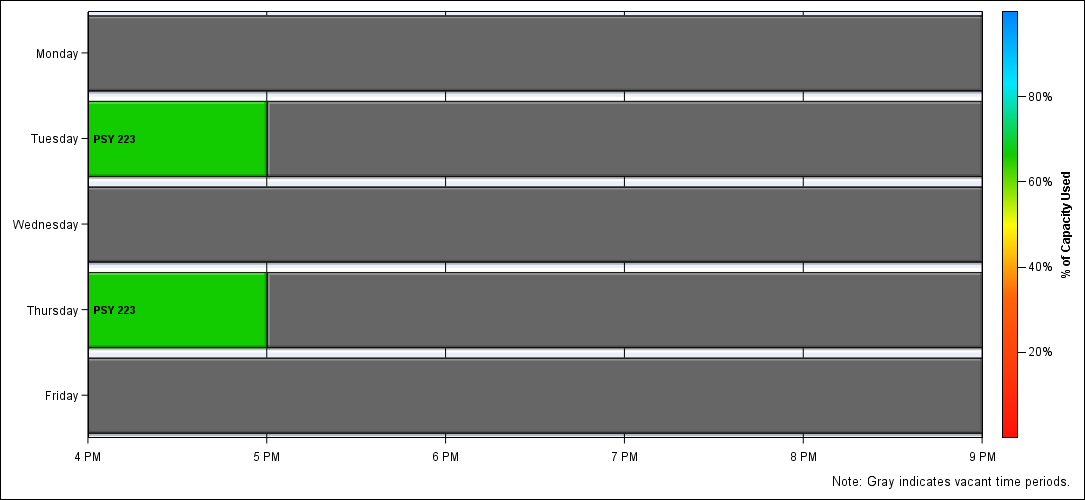 Monday
Tuesday
PSY 223
Wednesday
Thursday
PSY 223
Friday
4 PM
5 PM
6 PM
7 PM
8 PM
9 PM
80%
60%
40%
20%
% of Capacity Used
Note: Gray indicates vacant time periods.